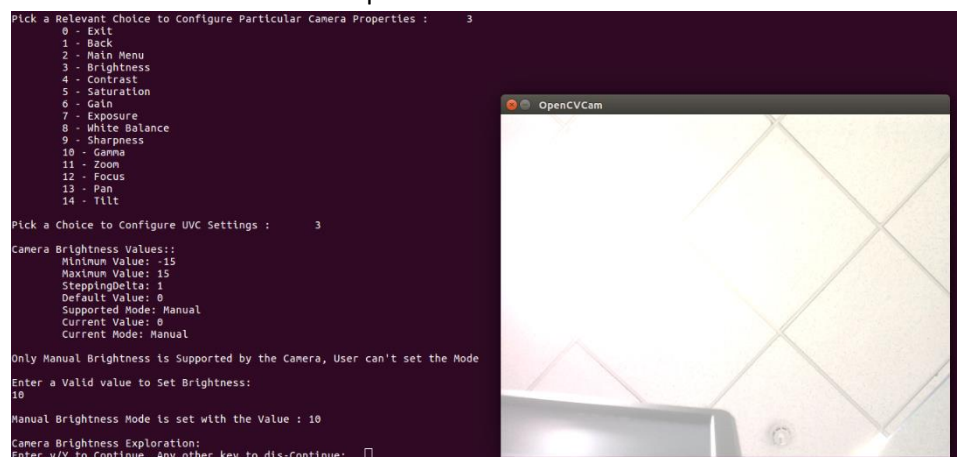 Pick a Relevant Choice to Configure Particular Camera Properties : 3
0 - Exit
1 - Back
2 - Main Menu
3 - Brightness
4 - Contrast
5 - Saturation
6 - Gain
7 - Exposure
8 - White Balance
9 - Sharpness
10 - Gamma
11 - Zoom
12 - Focus
13 - Pan
14 - Tilt
Pick a Choice to Configure UVC Settings : 3
Camera Brightness Values::
Minimum Value: -15
Maximum Value: 15
SteppingDelta: 1
Default Value: 0
Supported Mode: Manual
Current Value: 0
Current Mode: Manual
Only Manual Brightness is Supported by the Camera, User can't set the Mode
Enter a Valid value to Set Brightness:
10
Manual Brightness Mode is set with the Value : 10
Camera Brightness Exploration:
Enter y/Y to Continue, Any other key to dis-Continue:
OpenCVCam